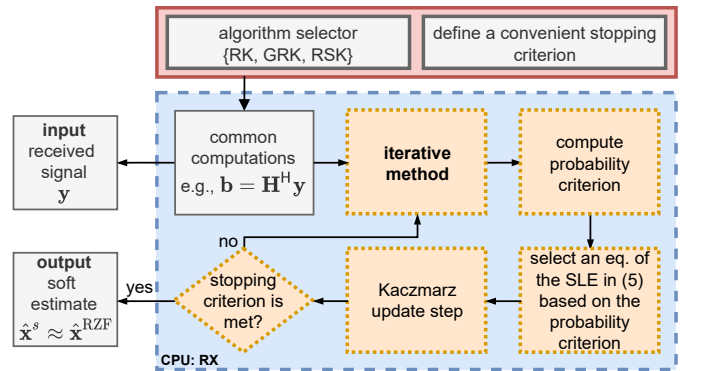 algorithm selector
{RK, GRK, RSK}
define a convenient stopping
criterion
input
received
signal
y
common
computations
e.g., b = H^H y
iterative
method
compute
probability
criterion
output
soft
estimate
x̂^s ≈ x̂^RZF
yes
no
stopping
criterion is
met?
Kaczmarz
update step
select an eq. of
the SLE in (5)
based on the
probability
criterion
CPU: RX